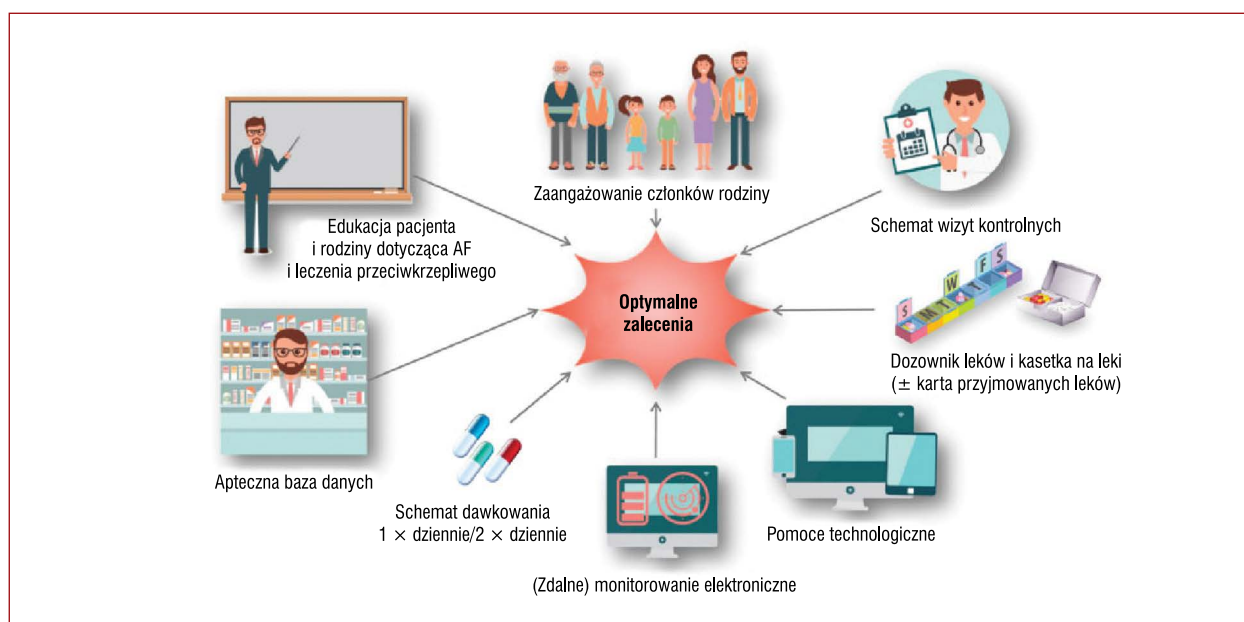 Zaangażowanie członków rodziny
Edukacja pacjenta
i rodziny dotycząca AF
i leczenia przeciwkrzepliwego
Schemat wizyt kontrolnych
Optymalne
zalecenia
S
M
T
W
T
F
S
Dozownik leków i kasetka na leki
(± karta przyjmowanych leków)
Apteczna baza danych
Schemat dawkowania
1 × dziennie/2 × dziennie
(Zdalne) monitorowanie elektroniczne
Pomoce technologiczne